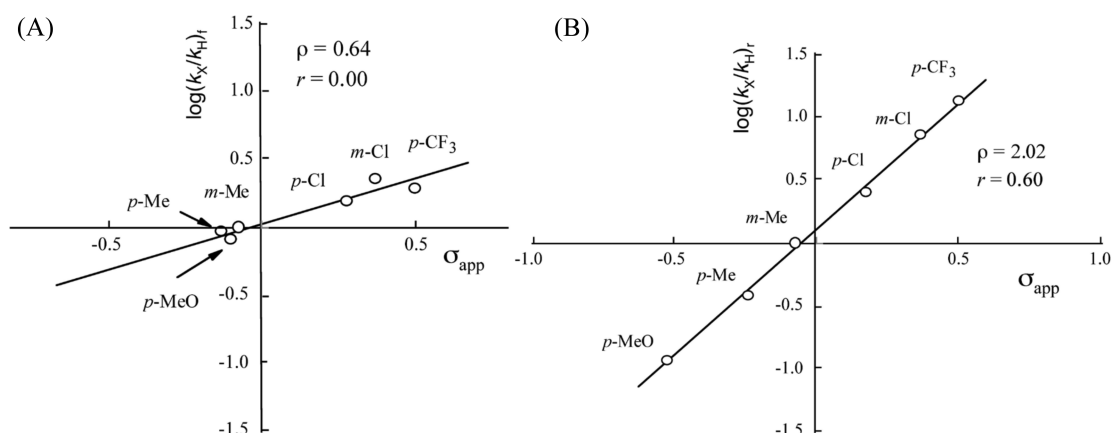 (A)
log(kX/kH)f
1.5
1.0
0.5
-0.5
-1.0
-1.5
ρ = 0.64
r = 0.00
p-CF3
m-Cl
p-Cl
m-Me
p-Me
p-MeO
-0.5
0.5
σapp
(B)
log(kX/kH)r
1.5
1.0
0.5
-0.5
-1.0
-1.5
p-CF3
m-Cl
p-Cl
m-Me
p-Me
p-MeO
ρ = 2.02
r = 0.60
-1.0
-0.5
0.5
1.0
σapp